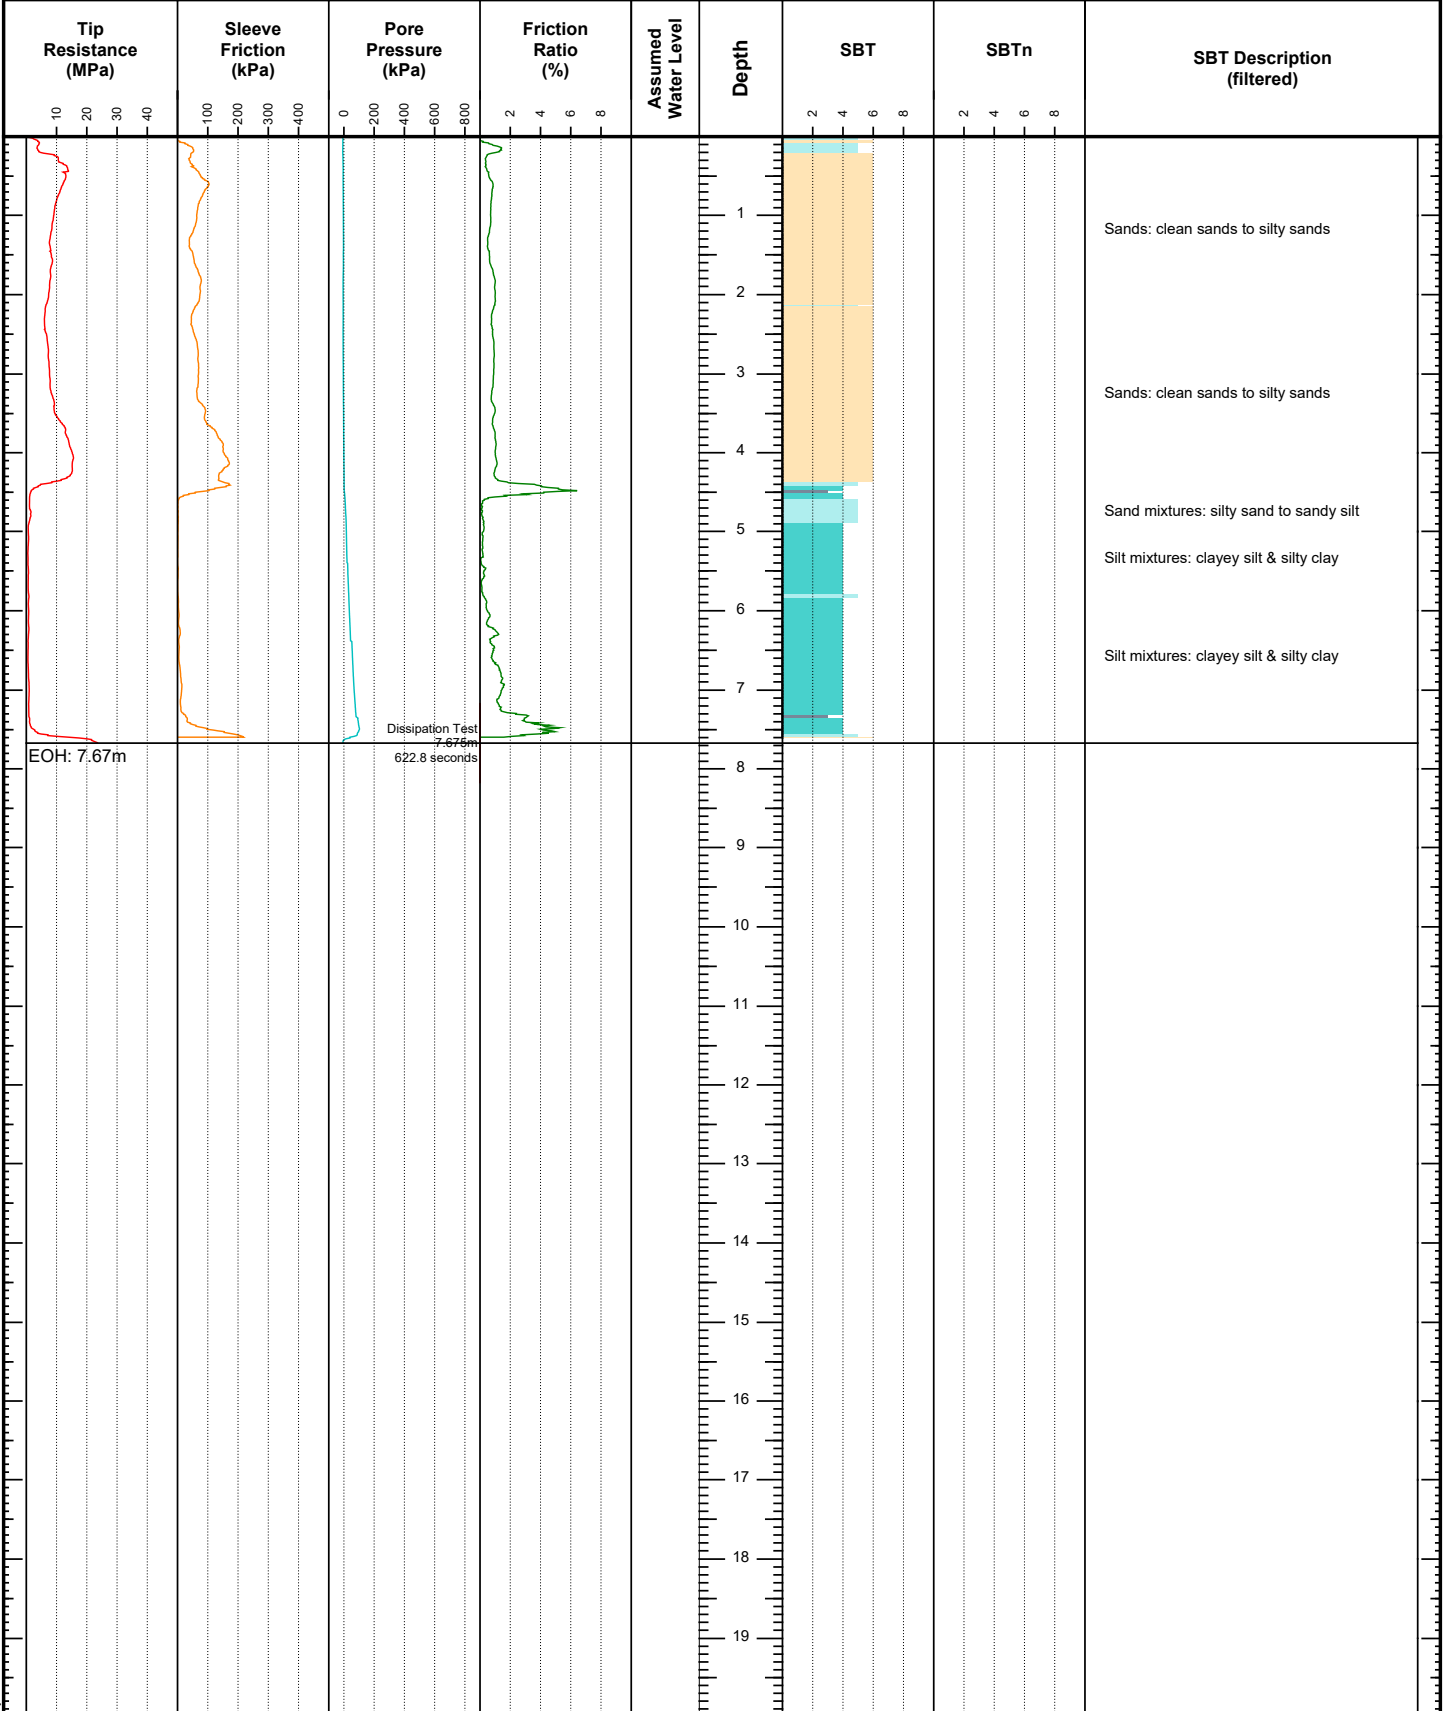 Tip
Resistance
(MPa)
Sleeve
Friction
(kPa)
Pore
Pressure
(kPa)
Friction
Ratio
(%)
Assumed
Water Level
Depth
SBT
SBTn
SBT Description
(filtered)
10 20 30 40
100 200 300 400
0 200 400 600 800
2 4 6 8
2 4 6 8
2 4 6 8
1
Sands: clean sands to silty sands
2
3
Sands: clean sands to silty sands
4
Sand mixtures: silty sand to sandy silt
5
Silt mixtures: clayey silt & silty clay
6
Silt mixtures: clayey silt & silty clay
7
Dissipation Test
7.675m
622.8 seconds
EOH: 7.67m
8
9
10
11
12
13
14
15
16
17
18
19